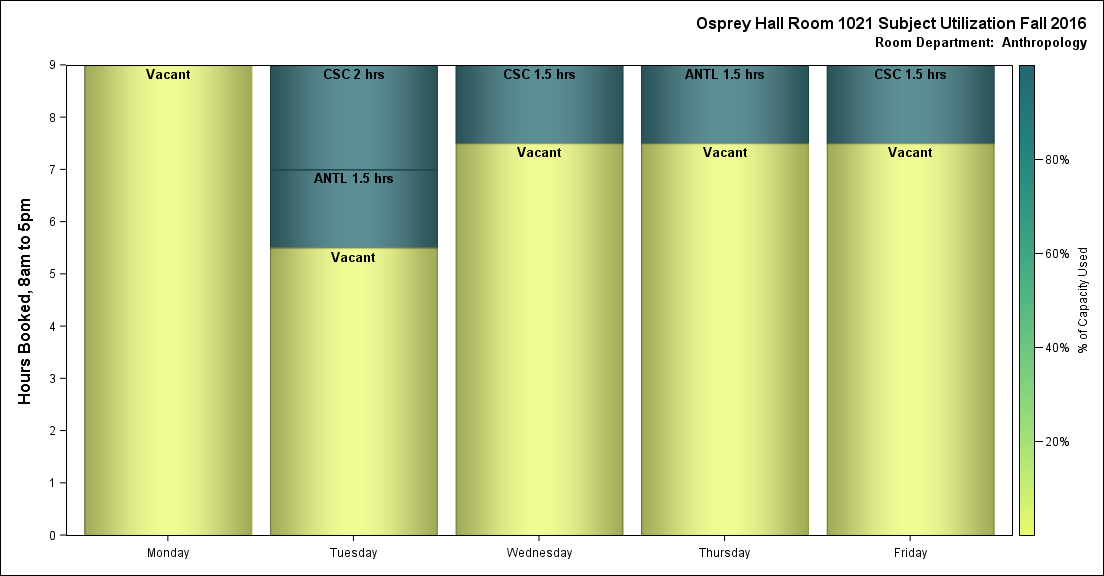 Osprey Hall Room 1021 Subject Utilization Fall 2016
Room Department:  Anthropology
Hours Booked, 8am to 5pm
9
8
7
6
5
4
3
2
1
0
Vacant
CSC 2 hrs
ANTL 1.5 hrs
Vacant
CSC 1.5 hrs
Vacant
ANTL 1.5 hrs
Vacant
CSC 1.5 hrs
Vacant
Monday
Tuesday
Wednesday
Thursday
Friday
80%
60%
40%
20%
% of Capacity Used